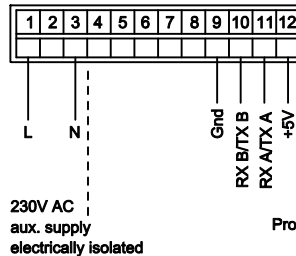 1 2 3 4 5 6 7 8 9 10 11 12
L N
Gnd
RX B/TX B
RX A/TX A
+5V
230V AC
aux. supply
electrically isolated
Pro